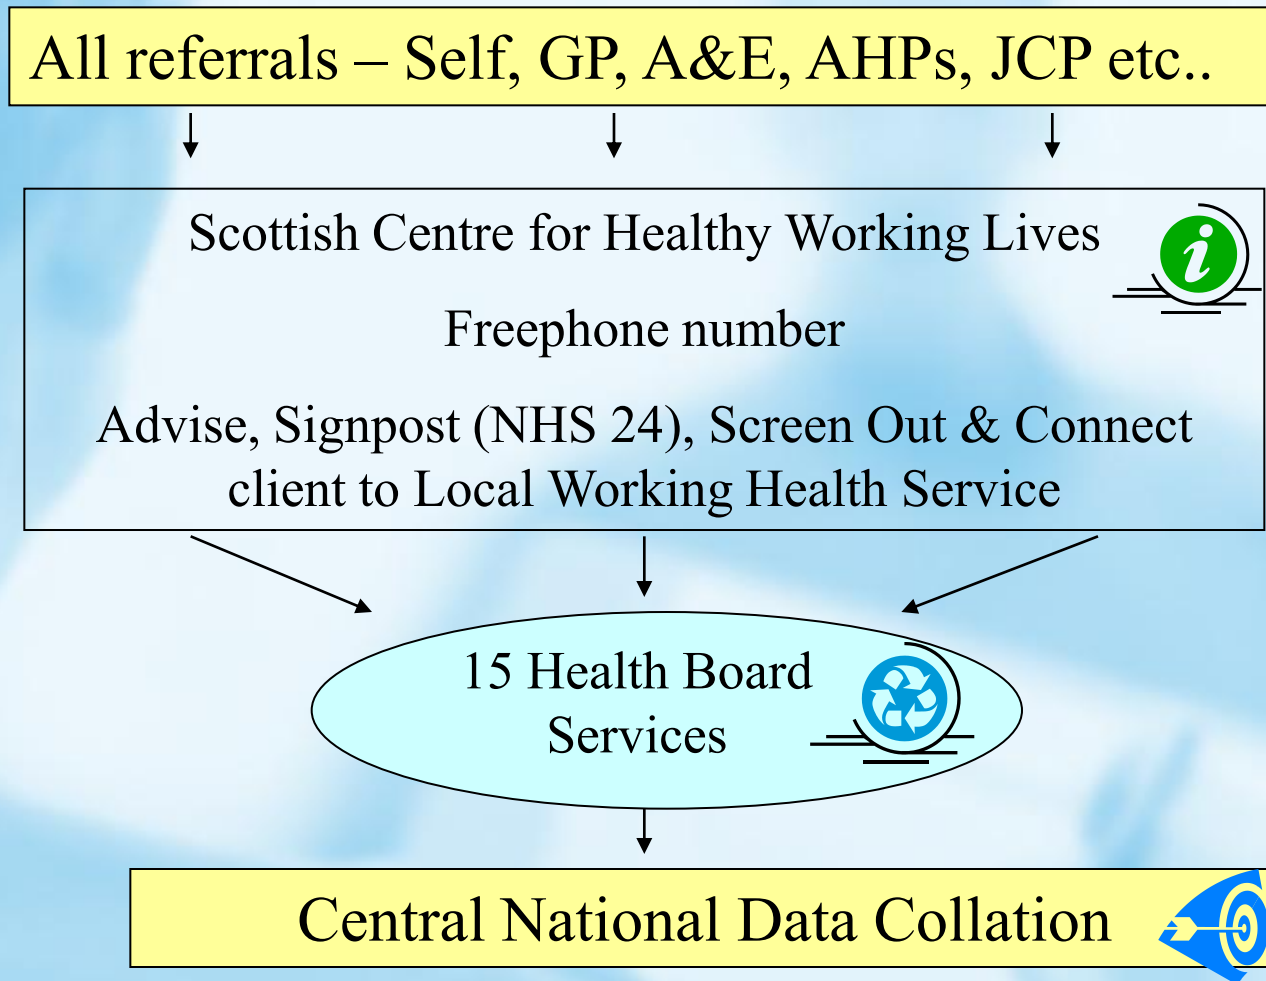 All referrals – Self, GP, A&E, AHPs, JCP etc..
Scottish Centre for Healthy Working Lives
Freephone number
Advise, Signpost (NHS 24), Screen Out & Connect
client to Local Working Health Service
15 Health Board
Services
Central National Data Collation